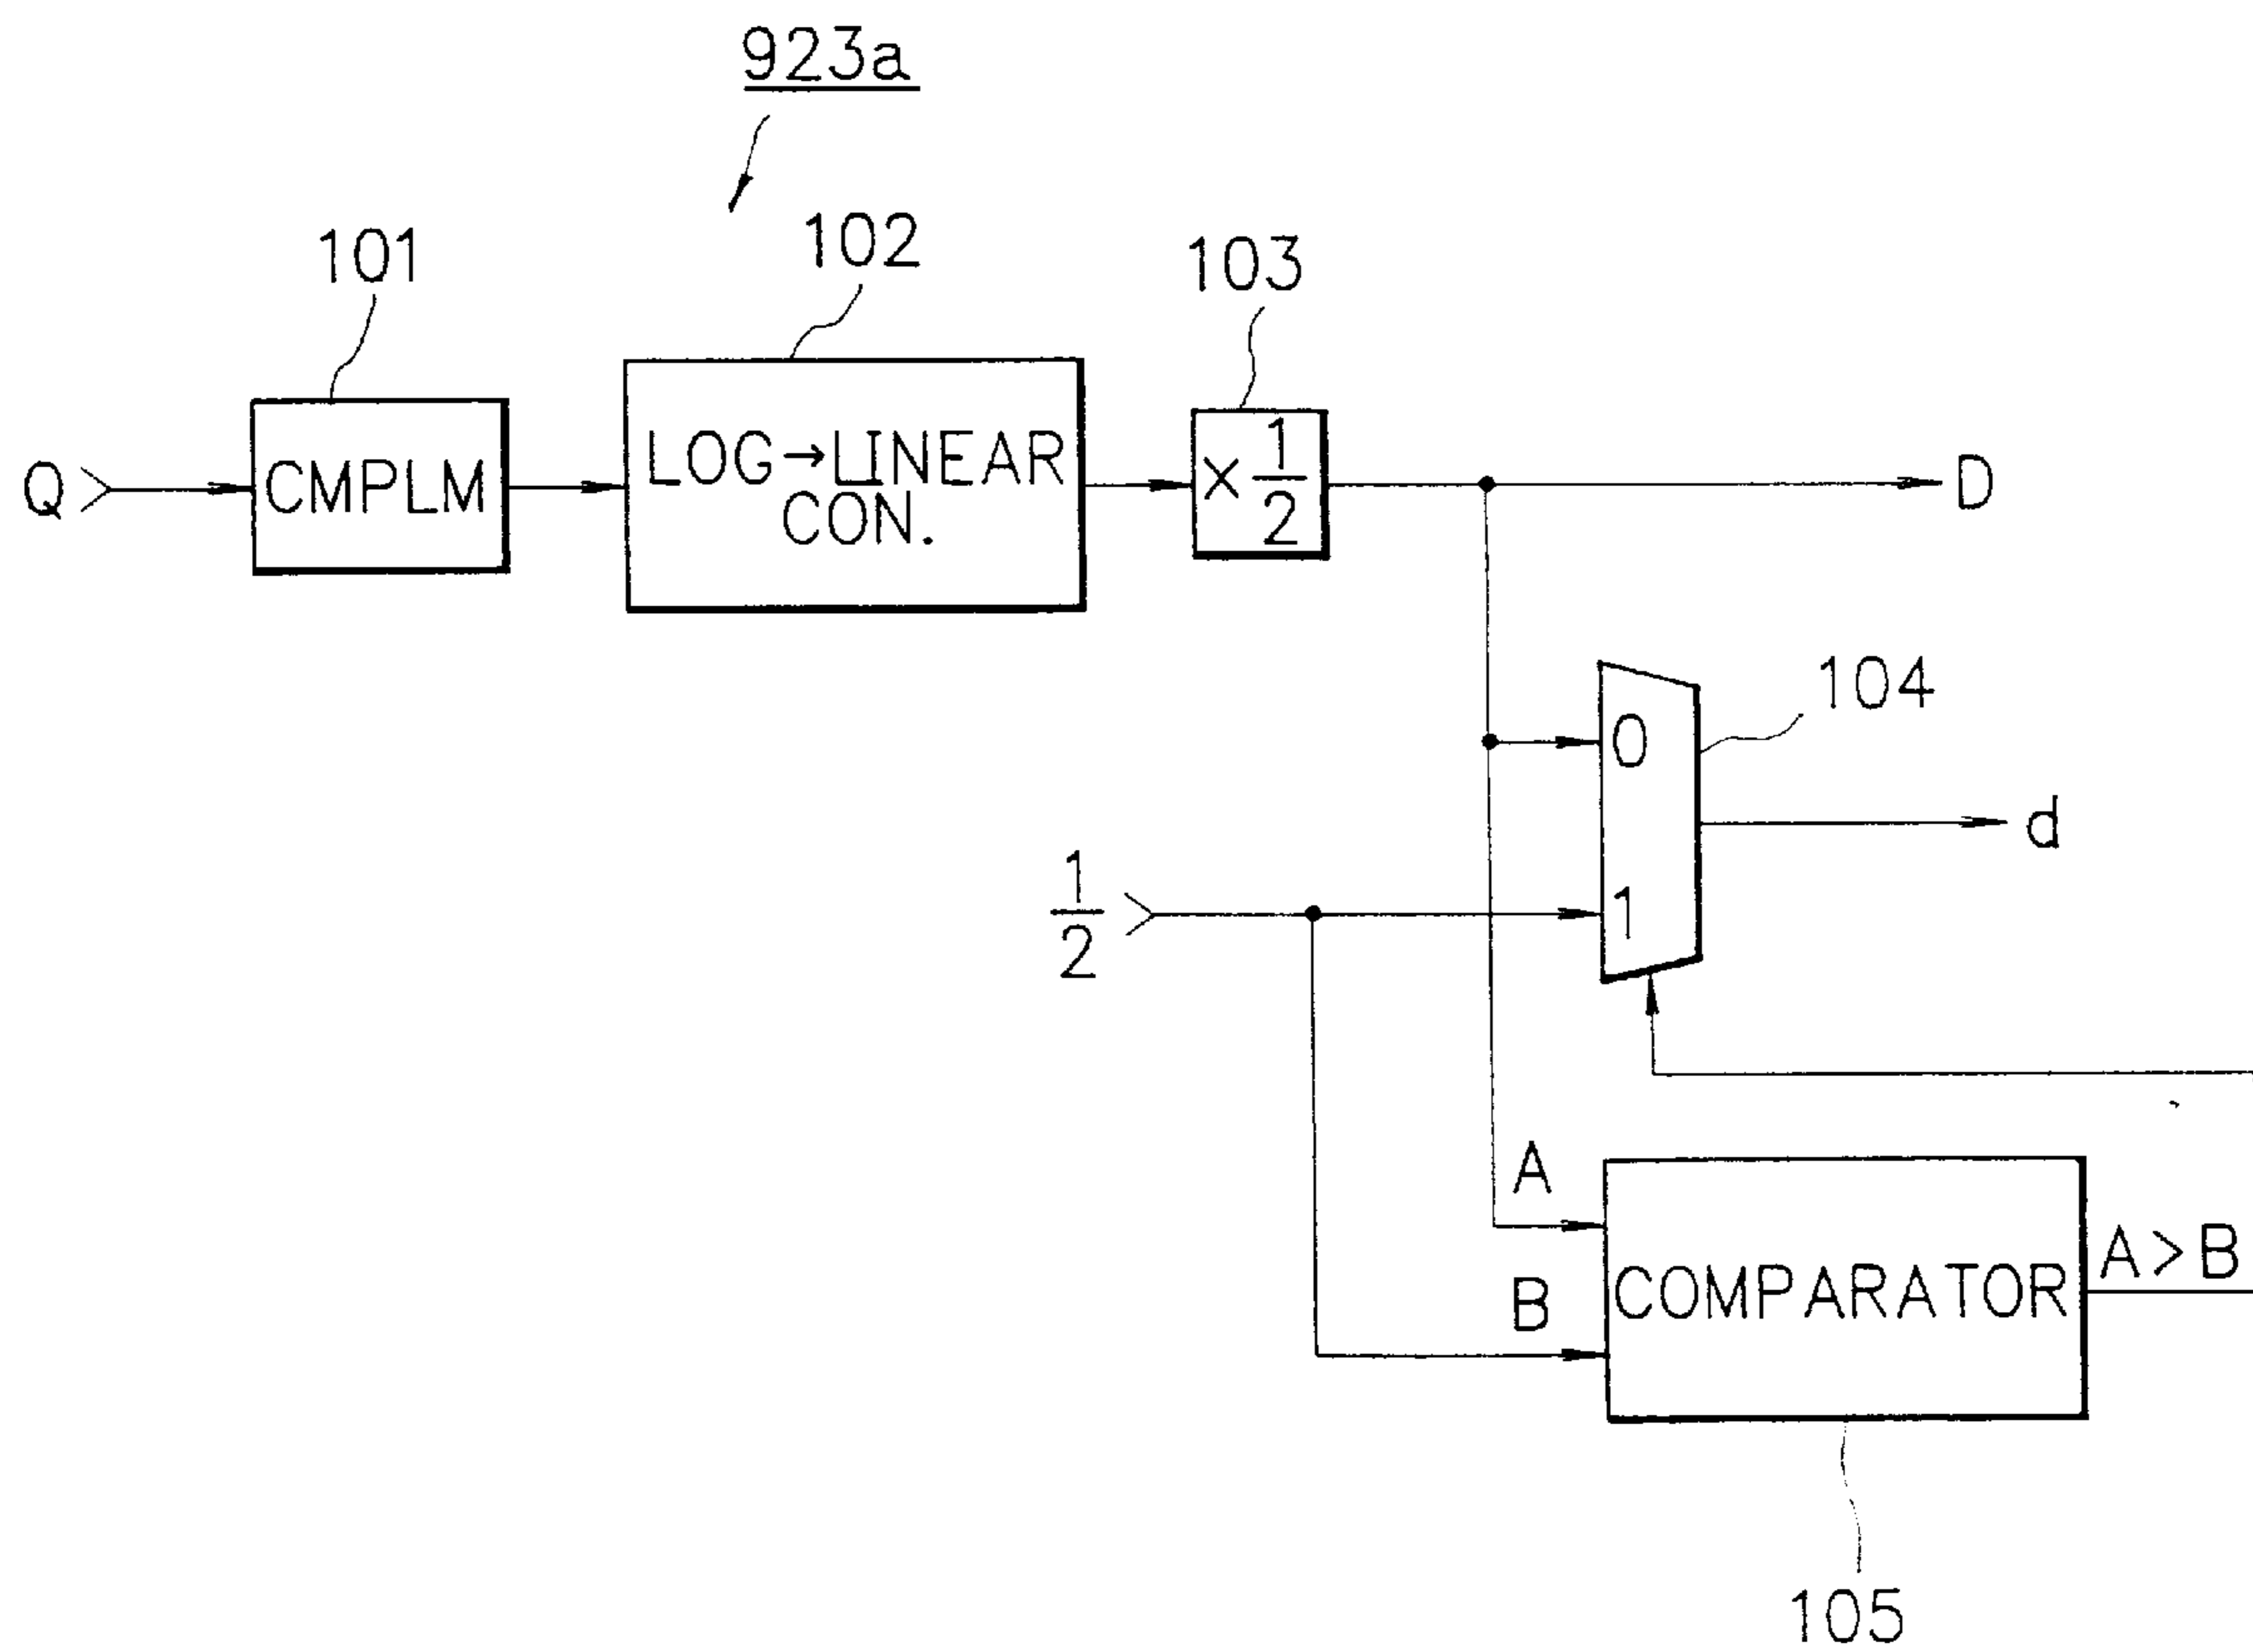 923a
101
102
103
Q
CMPLM
LOG→LINEAR
CON.
× 1/2
D
104
0
d
1/2
1
A
A>B
COMPARATOR
B
105